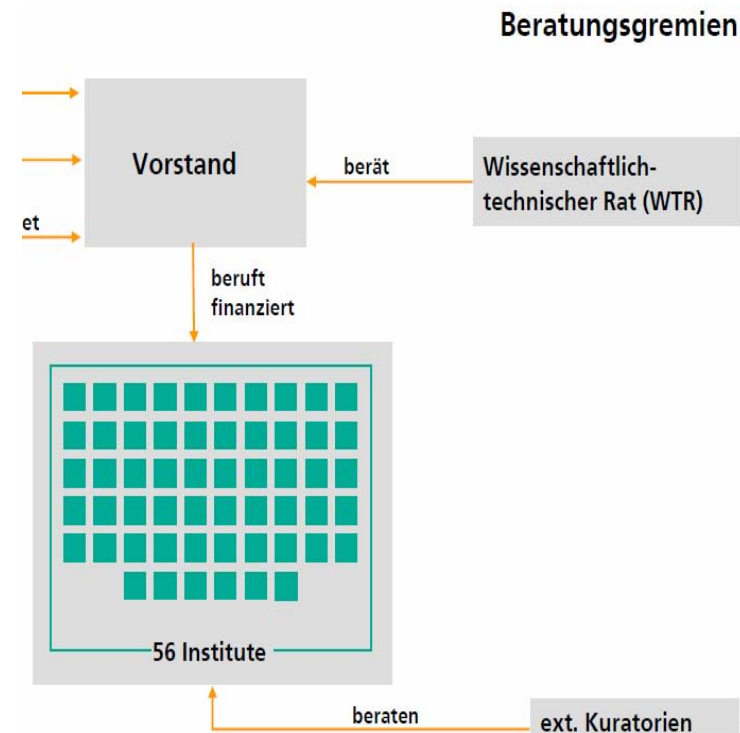 Beratungsgremien
Vorstand
berät
Wissenschaftlich-
technischer Rat (WTR)
et
beruft
finanziert
56 Institute
beraten
ext. Kuratorien